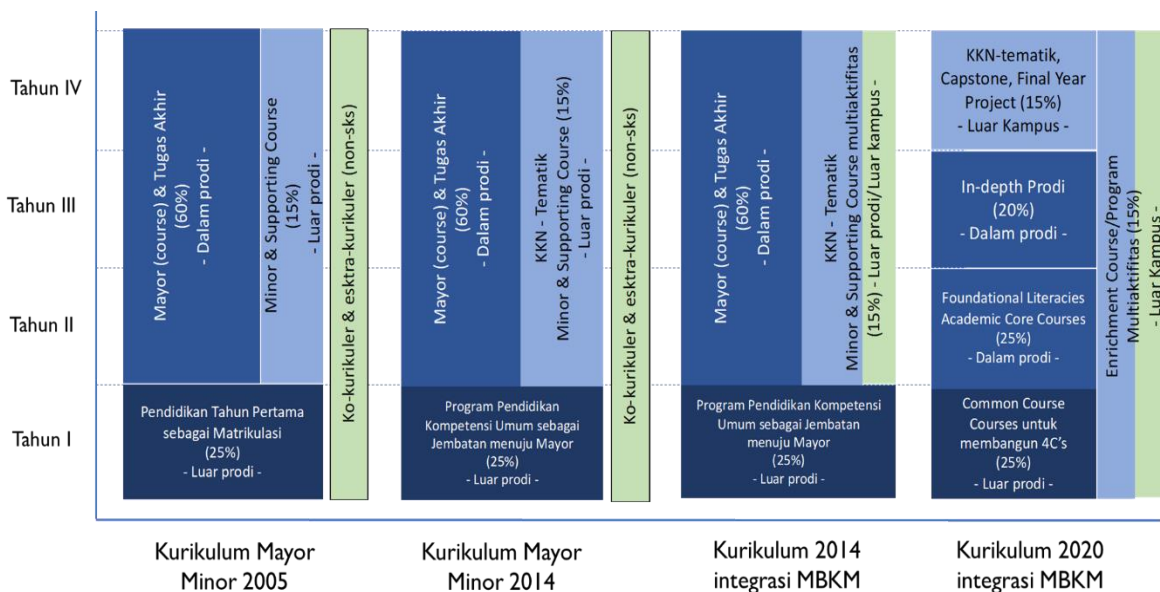 Tahun IV
Tahun III
Tahun II
Tahun I
Mayor (course) & Tugas Akhir
(60%)
- Dalam prodi -
Minor & Supporting Course
(15%)
- Luar prodi -
Pendidikan Tahun Pertama
sebagai Matrikulasi
(25%)
- Luar prodi -
Ko-kurikuler & esktra-kurikuler (non-sks)
Kurikulum Mayor
Minor 2005
Mayor (course) & Tugas Akhir
(60%)
- Dalam prodi -
KKN - Tematik
Minor & Supporting Course (15%)
- Luar prodi -
Program Pendidikan
Kompetensi Umum sebagai
Jembatan menuju Mayor
(25%)
- Luar prodi -
Ko-kurikuler & esktra-kurikuler (non-sks)
Kurikulum Mayor
Minor 2014
Mayor (course) & Tugas Akhir
(60%)
- Dalam prodi -
KKN - Tematik
Minor & Supporting Course multiaktifitas
(15%) - Luar prodi/Luar kampus -
Program Pendidikan Kompetensi
Umum sebagai Jembatan
menuju Mayor
(25%)
- Luar prodi -
Kurikulum 2014
integrasi MBKM
KKN-tematik,
Capstone, Final Year
Project (15%)
- Luar Kampus -
In-depth Prodi
(20%)
- Dalam prodi -
Foundational Literacies
Academic Core Courses
(25%)
- Dalam prodi -
Common Course
Courses untuk
membangun 4C's
(25%)
- Luar prodi -
Enrichment Course/Program
Multiaktifitas (15%)
- Luar Kampus -
Kurikulum 2020
integrasi MBKM